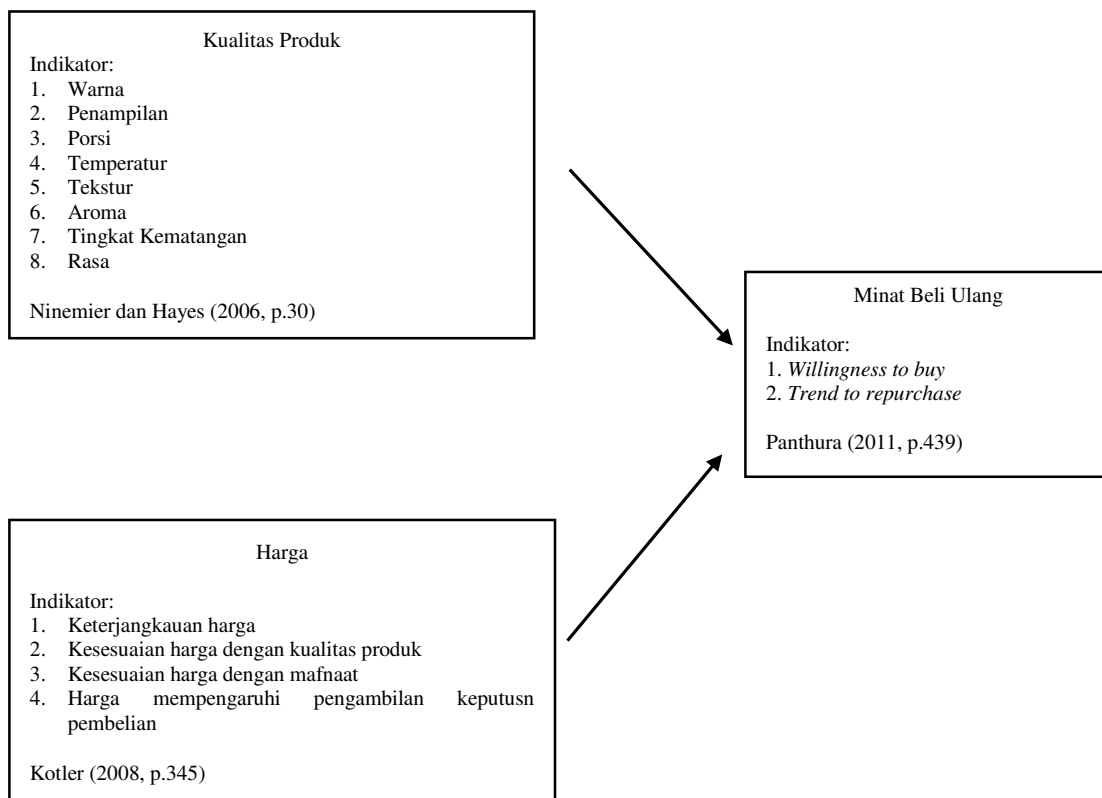 Kualitas Produk
Indikator:
1. Warna
2. Penampilan
3. Porsi
4. Temperatur
5. Tekstur
6. Aroma
7. Tingkat Kematangan
8. Rasa
Ninemier dan Hayes (2006, p.30)
Minat Beli Ulang
Indikator:
1. Willingness to buy
2. Trend to repurchase
Panthura (2011, p.439)
Harga
Indikator:
1. Keterjangkauan harga
2. Kesesuaian harga dengan kualitas produk
3. Kesesuaian harga dengan mafnaat
4. Harga mempengaruhi pengambilan keputusn
pembelian
Kotler (2008, p.345)